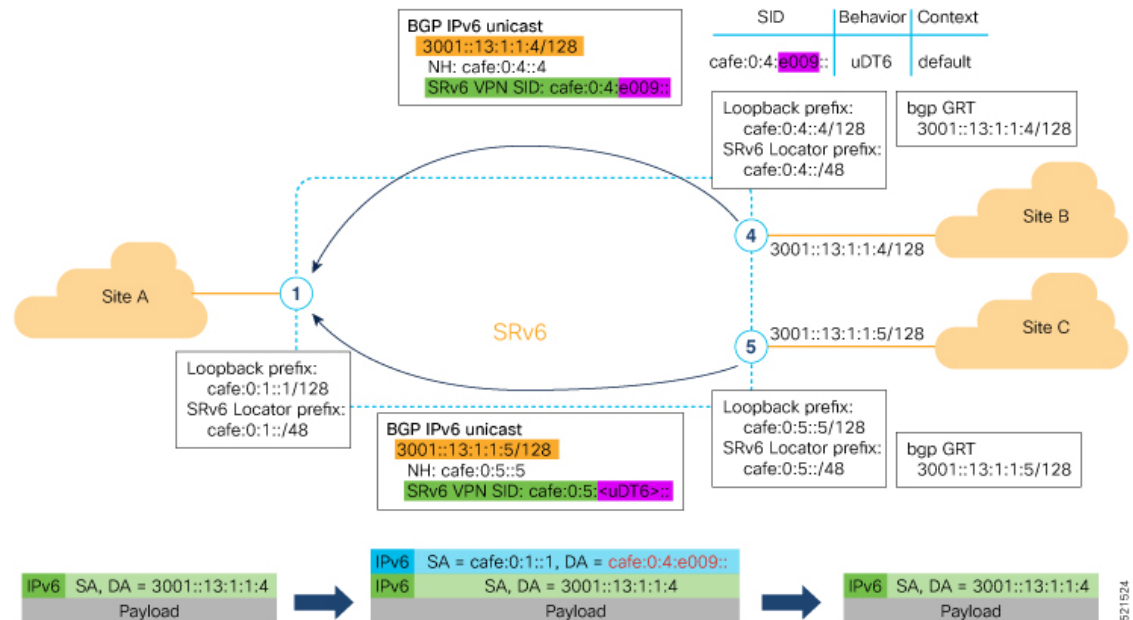 BGP IPv6 unicast
3001::13:1:1:4/128
NH: cafe:0:4::4
SRv6 VPN SID: cafe:0:4:e009::
SID Behavior Context
cafe:0:4:e009:: uDT6 default
Loopback prefix:
cafe:0:4::4/128
SRv6 Locator prefix:
cafe:0:4::/48
bgp GRT
3001::13:1:1:4/128
Site A
1
SRv6
4
3001::13:1:1:4/128
Site B
5
3001::13:1:1:5/128
Site C
Loopback prefix:
cafe:0:1::1/128
SRv6 Locator prefix:
cafe:0:1::/48
BGP IPv6 unicast
3001::13:1:1:5/128
NH: cafe:0:5::5
SRv6 VPN SID: cafe:0:5:<uDT6>::
Loopback prefix:
cafe:0:5::5/128
SRv6 Locator prefix:
cafe:0:5::/48
bgp GRT
3001::13:1:1:5/128
IPv6 SA, DA = 3001::13:1:1:4
Payload
IPv6 SA = cafe:0:1::1, DA = cafe:0:4:e009::
IPv6 SA, DA = 3001::13:1:1:4
Payload
IPv6 SA, DA = 3001::13:1:1:4
Payload
521524